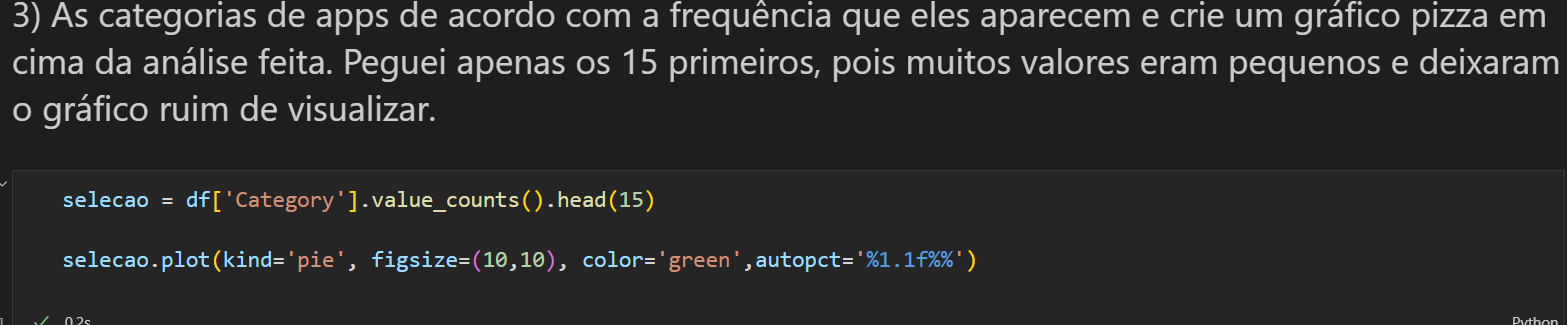 3) As categorias de apps de acordo com a frequência que eles aparecem e crie um gráfico pizza em
cima da análise feita. Peguei apenas os 15 primeiros, pois muitos valores eram pequenos e deixaram
o gráfico ruim de visualizar.
selecao = df['Category'].value_counts().head(15)
selecao.plot(kind='pie', figsize=(10,10), color='green',autopct='%1.1f%%')
0.2s
Python